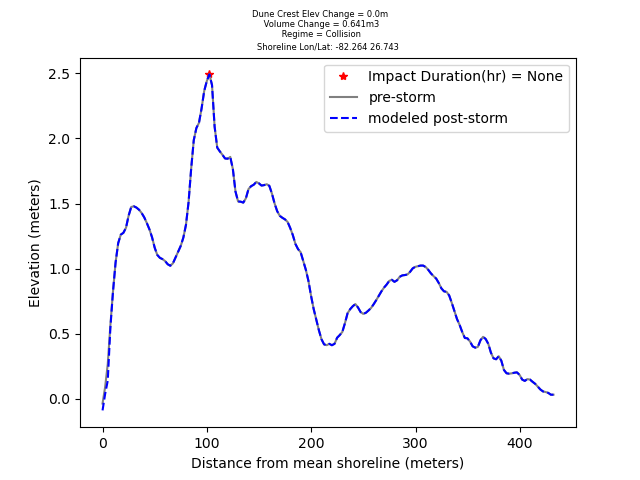 Dune Crest Elev Change = 0.0m
Volume Change = 0.641m3
Regime = Collision
Shoreline Lon/Lat: -82.264 26.743
Impact Duration(hr) = None
pre-storm
modeled post-storm
Elevation (meters)
2.5
2.0
1.5
1.0
0.5
0.0
0 100 200 300 400
Distance from mean shoreline (meters)